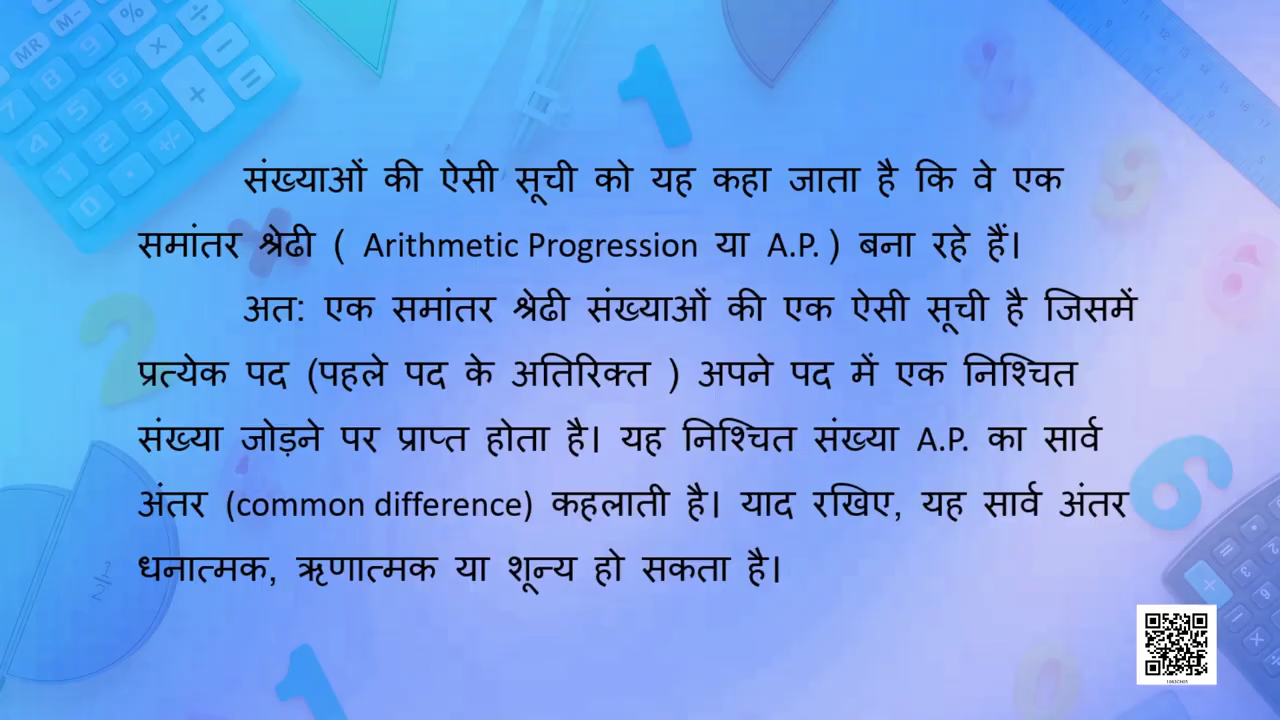 संख्याओं की ऐसी सूची को यह कहा जाता है कि वे एक
समांतर श्रेढी ( Arithmetic Progression या A.P. ) बना रहे हैं।
अत: एक समांतर श्रेढी संख्याओं की एक ऐसी सूची है जिसमें
प्रत्येक पद (पहले पद के अतिरिक्त ) अपने पद में एक निश्चित
संख्या जोड़ने पर प्राप्त होता है। यह निश्चित संख्या A.P. का सार्व
अंतर (common difference) कहलाती है। याद रखिए, यह सार्व अंतर
धनात्मक, ऋणात्मक या शून्य हो सकता है।